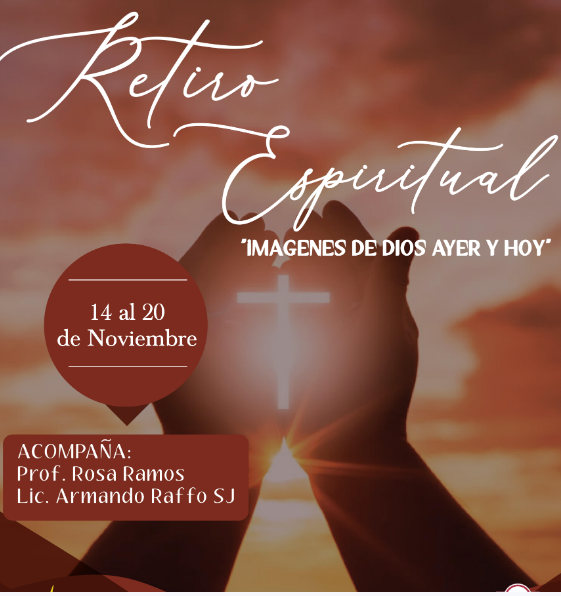 Retiro
Espiritual
"IMAGENES DE DIOS AYER Y HOY"
14 al 20
de Noviembre
ACOMPAÑA:
Prof. Rosa Ramos
Lic. Armando Raffo SJ